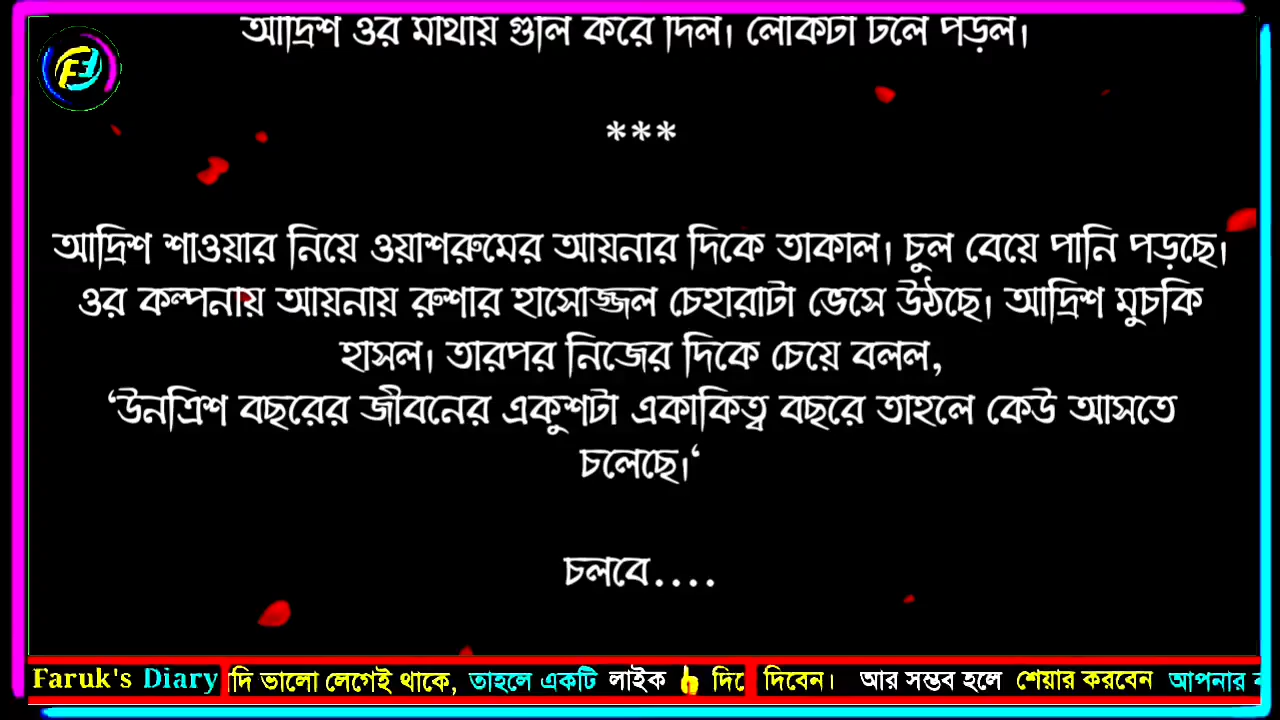 আদ্রিশ ওর মাথায় গুলি করে দিল। লোকটা ঢলে পড়ল।
***
আদ্রিশ শাওয়ার নিয়ে ওয়াশরুমের আয়নার দিকে তাকাল। চুল বেয়ে পানি পড়ছে।
ওর কল্পনায় আয়নায় রুশার হাসোজ্জল চেহারাটা ভেসে উঠছে। আদ্রিশ মুচকি
হাসল। তারপর নিজের দিকে চেয়ে বলল,
‘উনত্রিশ বছরের জীবনের একুশটা একাকিত্ব বছরে তাহলে কেউ আসতে
চলেছে।‘
চলবে....
Faruk's Diary দি ভালো লেগেই থাকে, তাহলে একটি লাইক দিে দিবেন। আর সম্ভব হলে শেয়ার করবেন আপনার